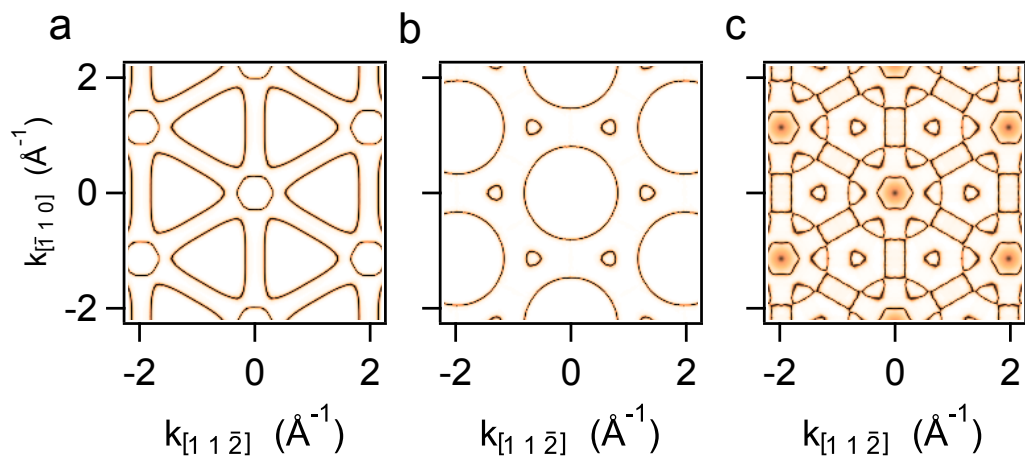 a
b
c
k[1̅ 1 0] (Å⁻¹)
2
0
-2
-2 0 2
-2 0 2
-2 0 2
k[1 1 2̅] (Å⁻¹)
k[1 1 2̅] (Å⁻¹)
k[1 1 2̅] (Å⁻¹)